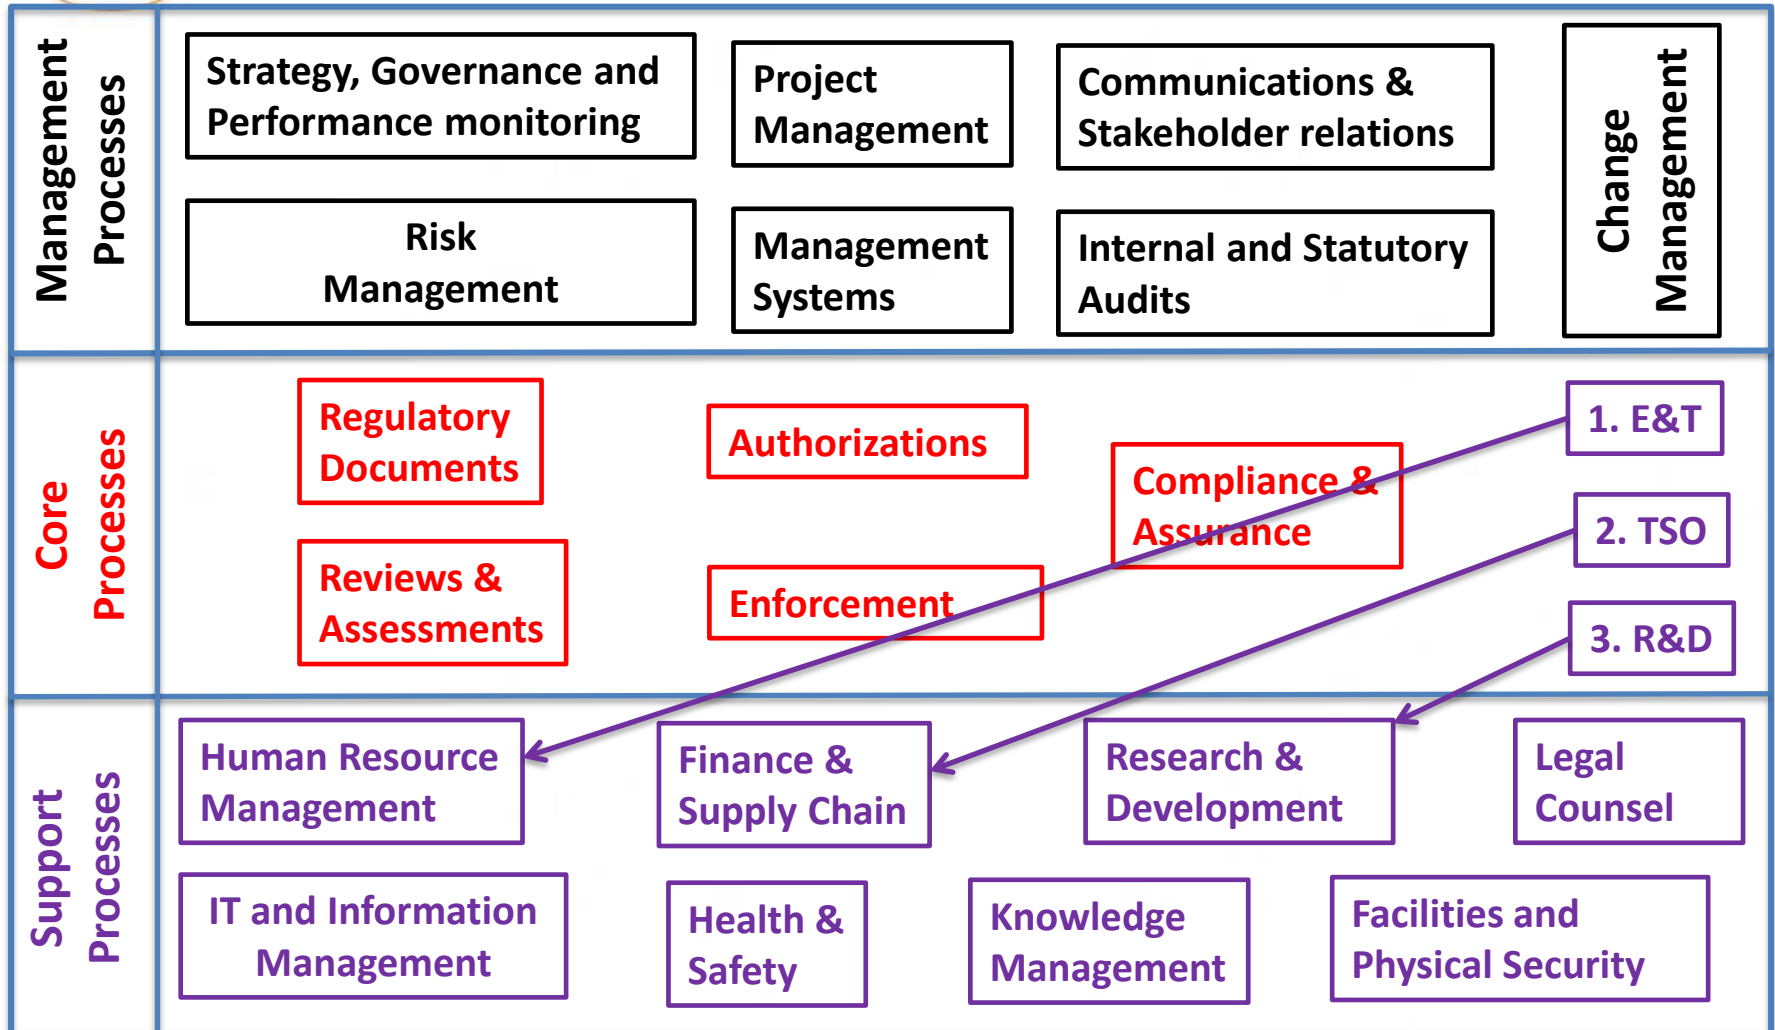 Management
Processes
Strategy, Governance and
Performance monitoring
Project
Management
Communications &
Stakeholder relations
Change
Management
Risk
Management
Management
Systems
Internal and Statutory
Audits
Core
Processes
Regulatory
Documents
Authorizations
Compliance &
Assurance
1. E&T
2. TSO
3. R&D
Reviews &
Assessments
Enforcement
Support
Processes
Human Resource
Management
Finance &
Supply Chain
Research &
Development
Legal
Counsel
IT and Information
Management
Health &
Safety
Knowledge
Management
Facilities and
Physical Security